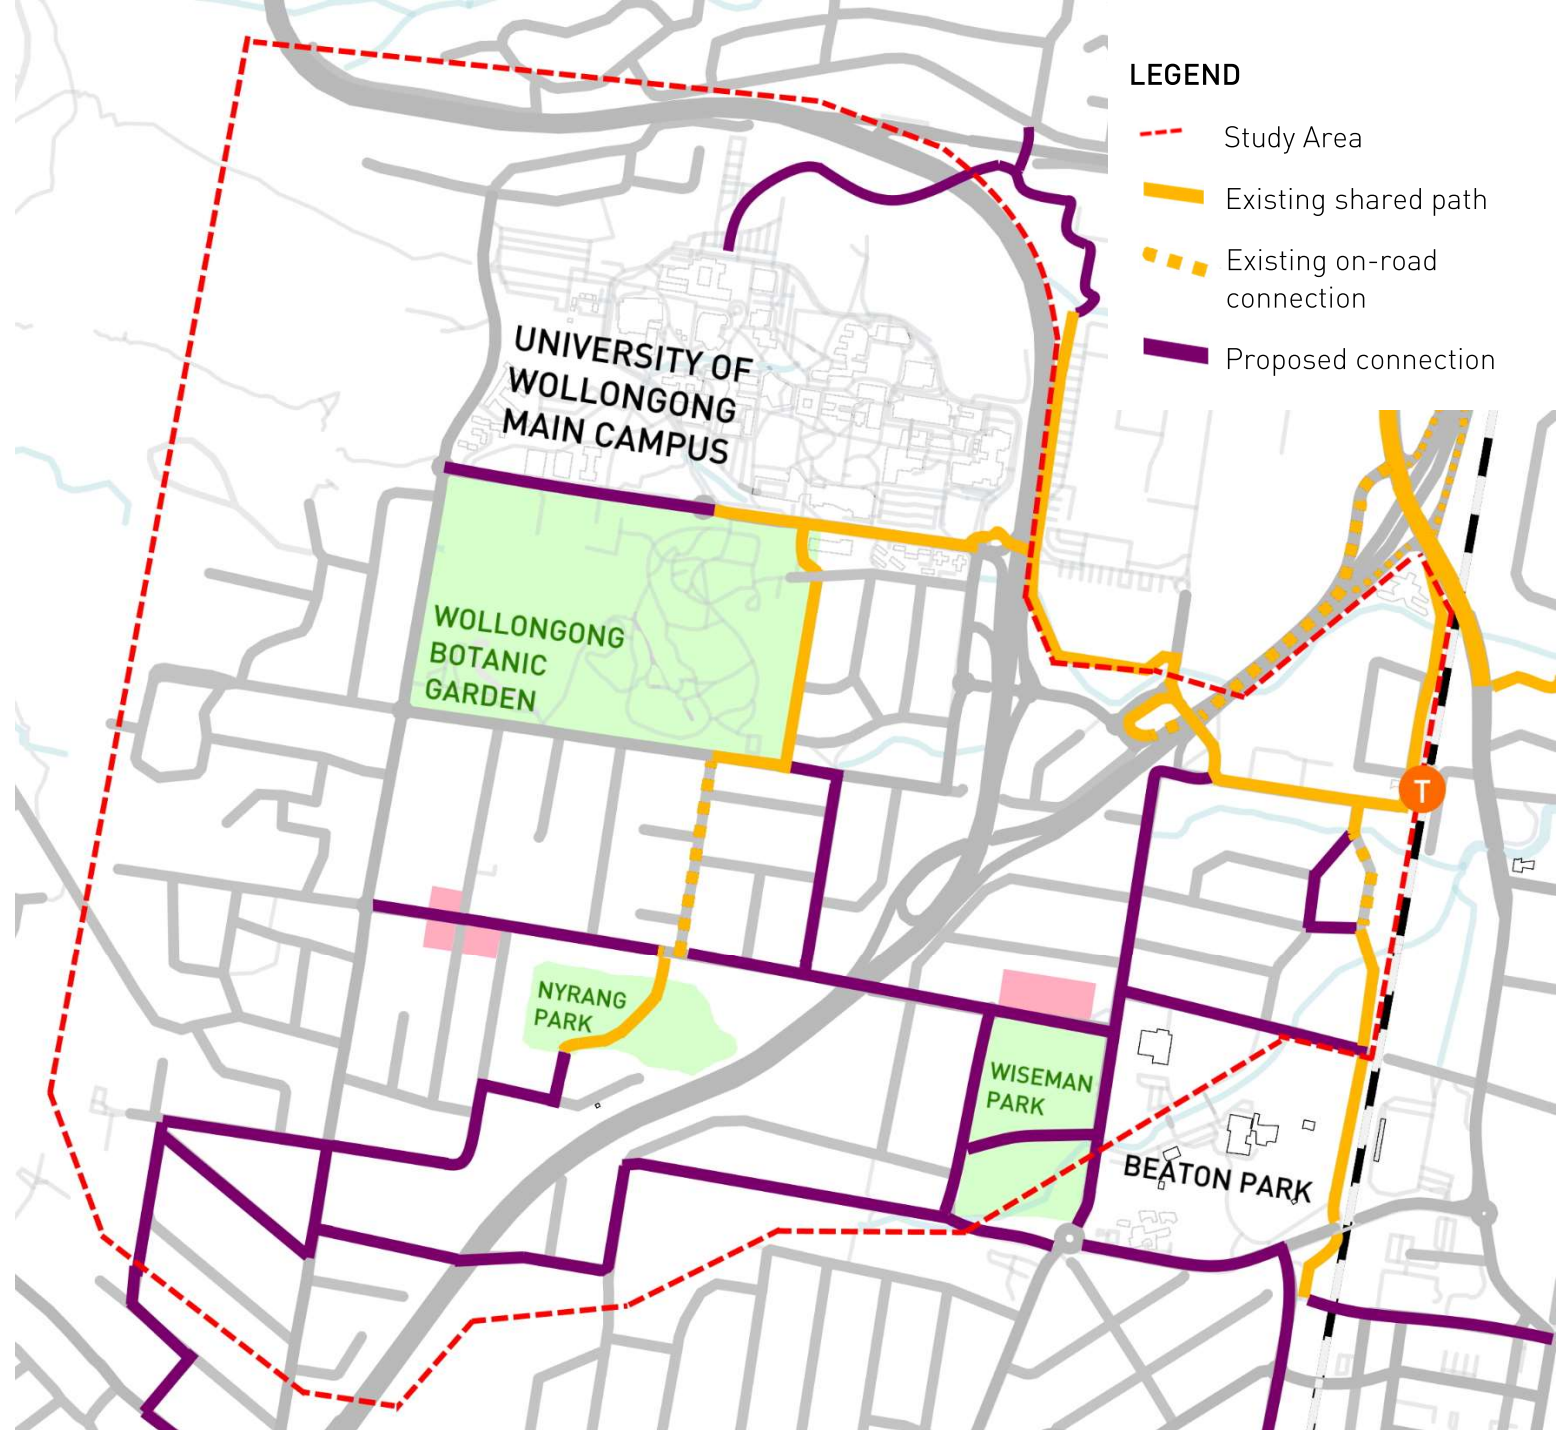 LEGEND
Study Area
Existing shared path
Existing on-road
connection
Proposed connection
UNIVERSITY OF
WOLLONGONG
MAIN CAMPUS
WOLLONGONG
BOTANIC
GARDEN
T
NYRANG
PARK
WISEMAN
PARK
BEATON PARK